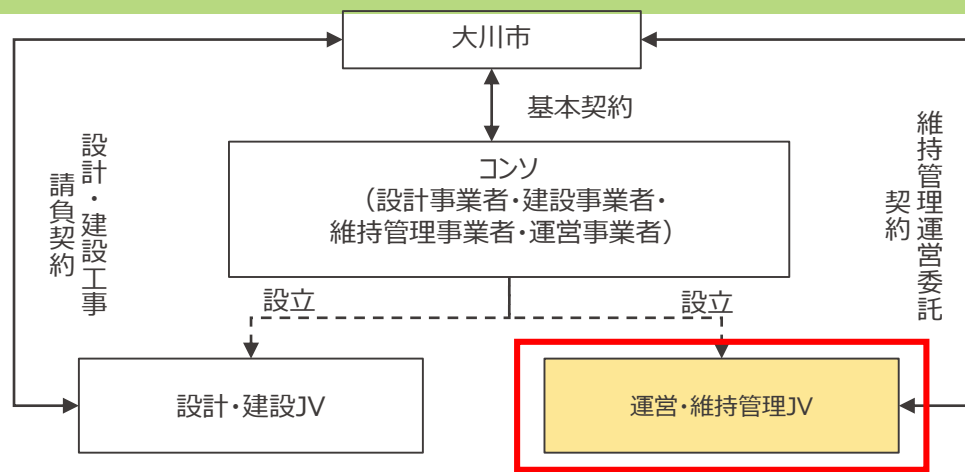 大川市
基本契約
設計・建設工事
請負契約
維持管理運営委託
契約
コンソ
（設計事業者・建設事業者・
維持管理事業者・運営事業者）
設立
設立
設計・建設JV
運営・維持管理JV